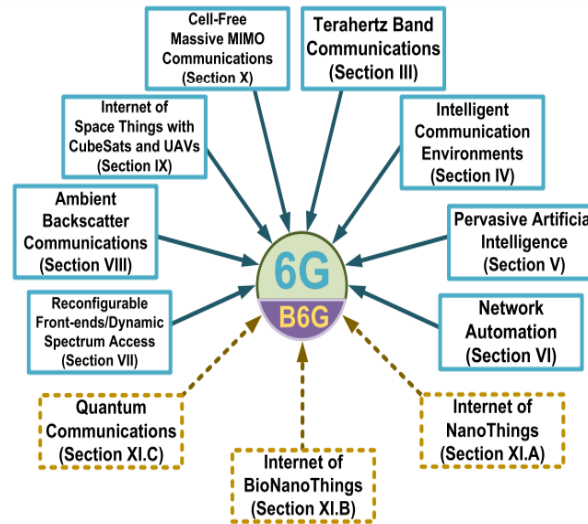 Cell-Free
Massive MIMO
Communications
(Section X)
Terahertz Band
Communications
(Section III)
Internet of
Space Things with
CubeSats and UAVs
(Section IX)
Intelligent
Communication
Environments
(Section IV)
Ambient
Backscatter
Communications
(Section VIII)
Pervasive Artificial
Intelligence
(Section V)
6G
B6G
Reconfigurable
Front-ends/Dynamic
Spectrum Access
(Section VII)
Network
Automation
(Section VI)
Quantum
Communications
(Section XI.C)
Internet of
BioNanoThings
(Section XI.B)
Internet of
NanoThings
(Section XI.A)